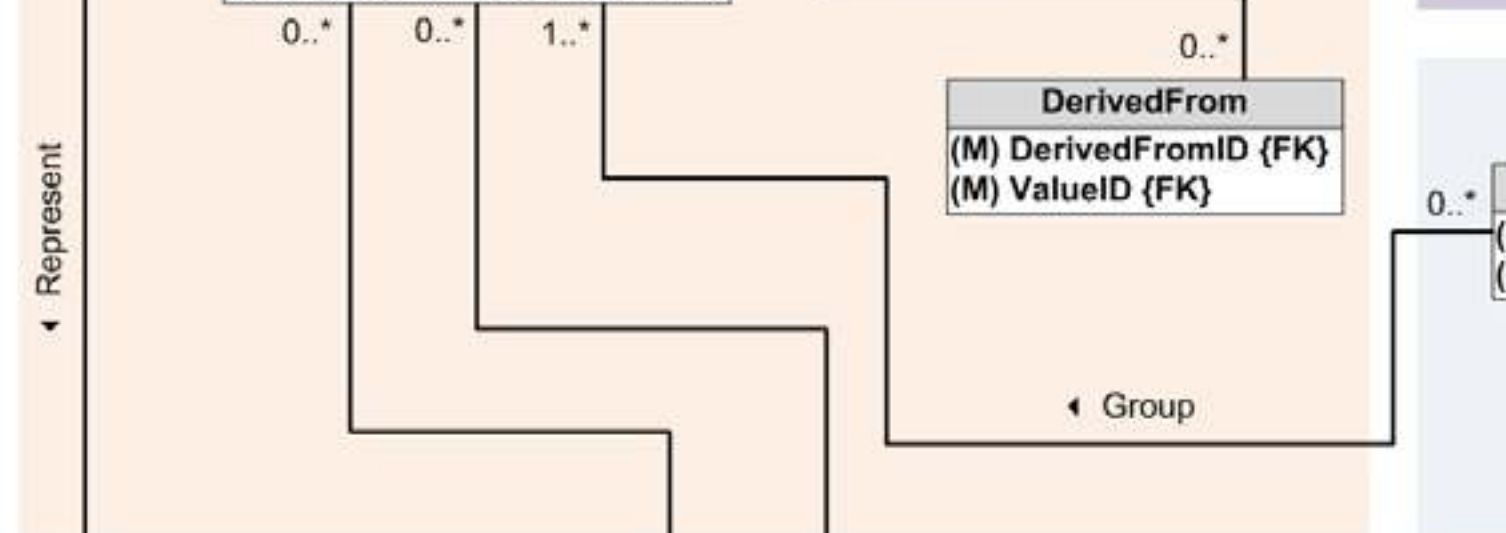 0..*
0..*
1..*
0..*
DerivedFrom
(M) DerivedFromID {FK}
(M) ValueID {FK}
Represent
0..*
(
(
Group